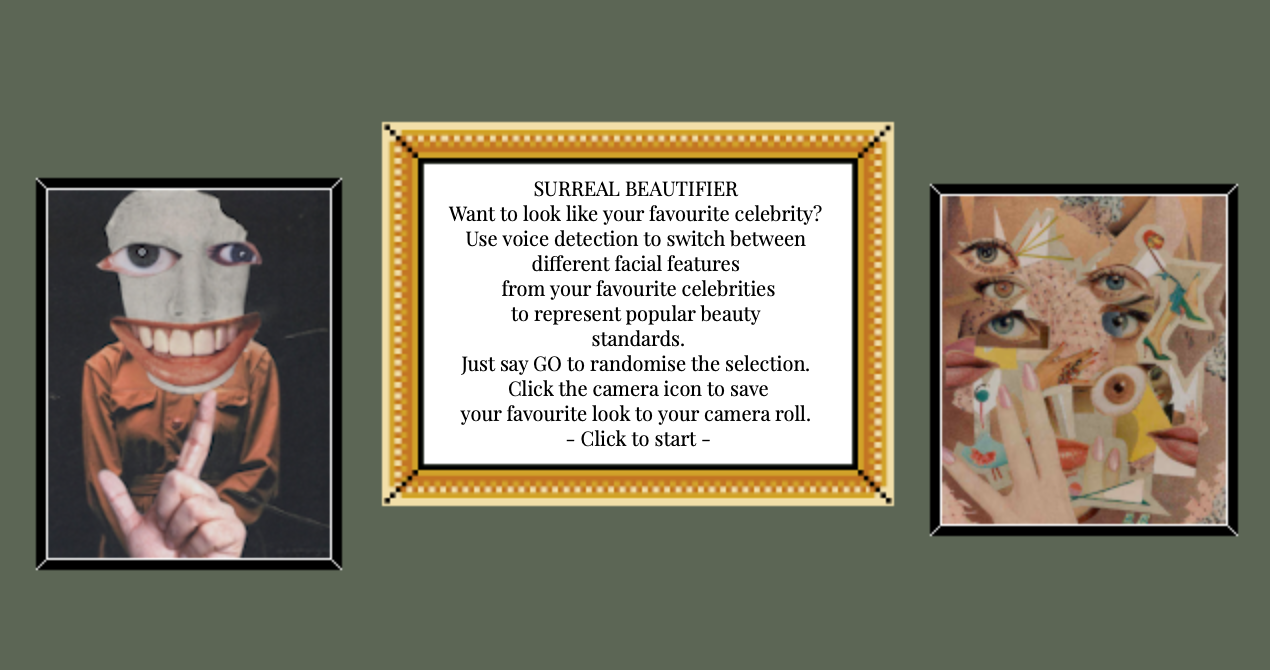 SURREAL BEAUTIFIER
Want to look like your favourite celebrity?
Use voice detection to switch between
different facial features
from your favourite celebrities
to represent popular beauty
standards.
Just say GO to randomise the selection.
Click the camera icon to save
your favourite look to your camera roll.
- Click to start -